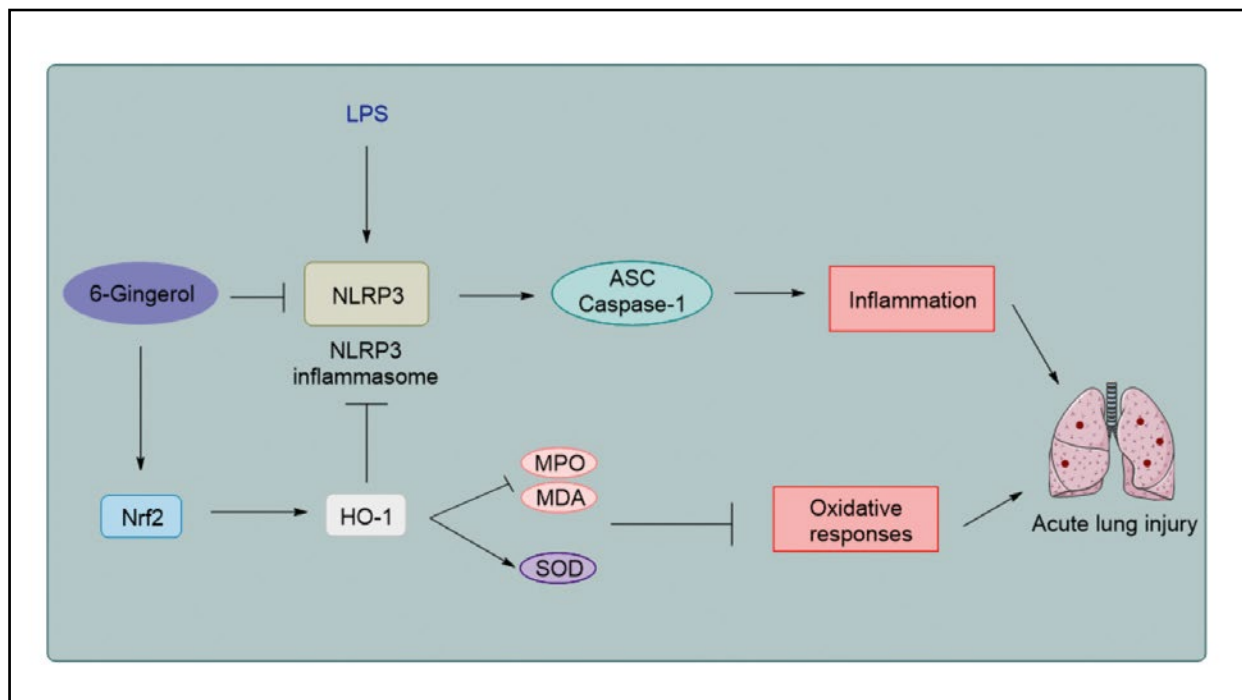 LPS
6-Gingerol
NLRP3
ASC
Caspase-1
Inflammation
NLRP3
inflammasome
MPO
MDA
Nrf2
HO-1
SOD
Oxidative
responses
Acute lung injury